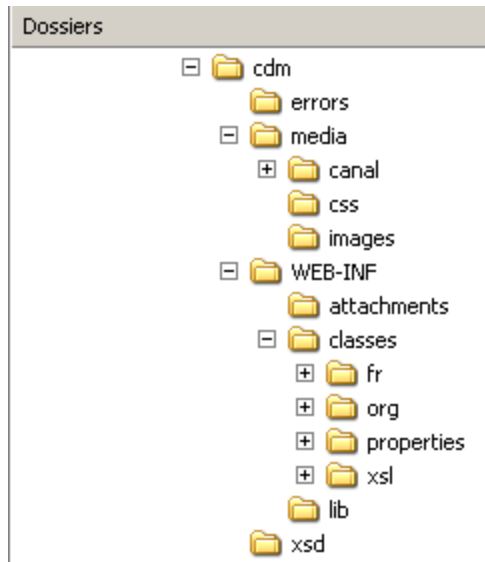 Dossiers
cdm
errors
media
canal
css
images
WEB-INF
attachments
classes
fr
org
properties
xsl
lib
xsd